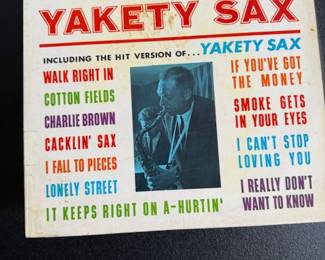 YAKETY SAX
INCLUDING THE HIT VERSION OF... YAKETY SAX
WALK RIGHT IN
COTTON FIELDS
CHARLIE BROWN
CACKLIN' SAX
I FALL TO PIECES
LONELY STREET
IT KEEPS RIGHT ON A-HURTIN'
IF YOU'VE GOT
THE MONEY
SMOKE GETS
IN YOUR EYES
I CAN'T STOP
LOVING YOU
I REALLY DON'T
WANT TO KNOW